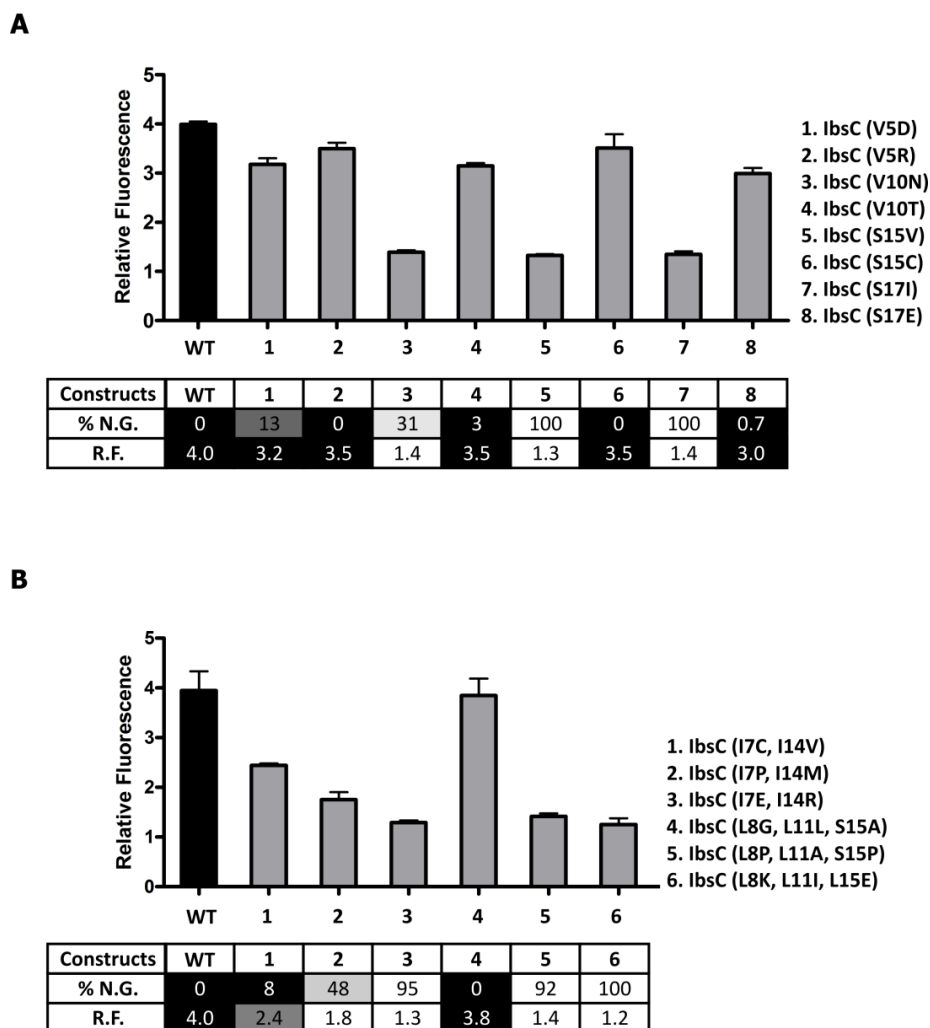 A
Relative Fluorescence
5
4
3
2
1
0
WT 1 2 3 4 5 6 7 8
1. IbsC (V5D)
2. IbsC (V5R)
3. IbsC (V10N)
4. IbsC (V10T)
5. IbsC (S15V)
6. IbsC (S15C)
7. IbsC (S17I)
8. IbsC (S17E)
Constructs WT 1 2 3 4 5 6 7 8
% N.G. 0 13 0 31 3 100 0 100 0.7
R.F. 4.0 3.2 3.5 1.4 3.5 1.3 3.5 1.4 3.0
B
Relative Fluorescence
5
4
3
2
1
0
WT 1 2 3 4 5 6
1. IbsC (I7C, I14V)
2. IbsC (I7P, I14M)
3. IbsC (I7E, I14R)
4. IbsC (L8G, L11L, S15A)
5. IbsC (L8P, L11A, S15P)
6. IbsC (L8K, L11I, L15E)
Constructs WT 1 2 3 4 5 6
% N.G. 0 8 48 95 0 92 100
R.F. 4.0 2.4 1.8 1.3 3.8 1.4 1.2